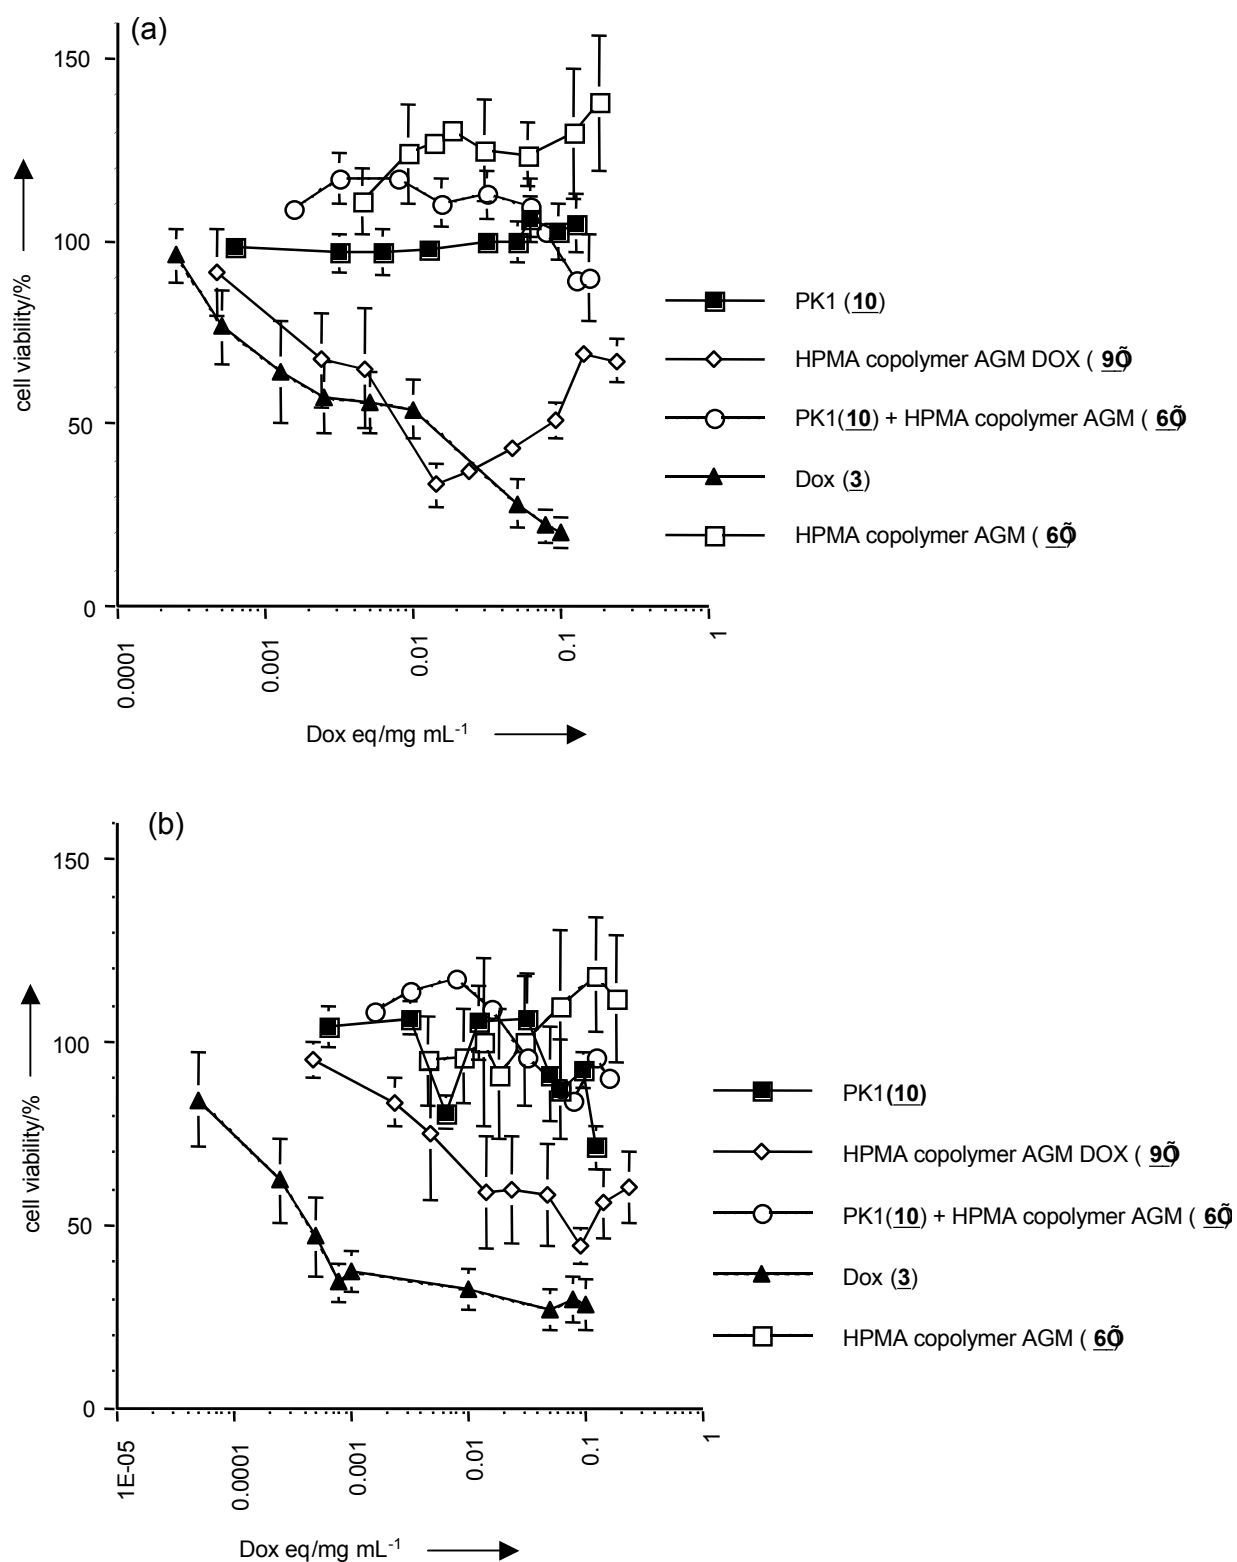 (a)
150
100
50
0
cell viability/%
0.0001
0.001
0.01
0.1
1
Dox eq/mg mL-1
PK1 (10)
HPMA copolymer AGM DOX ( 9Õ)
PK1(10) + HPMA copolymer AGM ( 6Õ)
Dox (3)
HPMA copolymer AGM ( 6Õ)
(b)
150
100
50
0
cell viability/%
1E-05
0.0001
0.001
0.01
0.1
1
Dox eq/mg mL-1
PK1(10)
HPMA copolymer AGM DOX ( 9Õ)
PK1(10) + HPMA copolymer AGM ( 6Õ)
Dox (3)
HPMA copolymer AGM ( 6Õ)